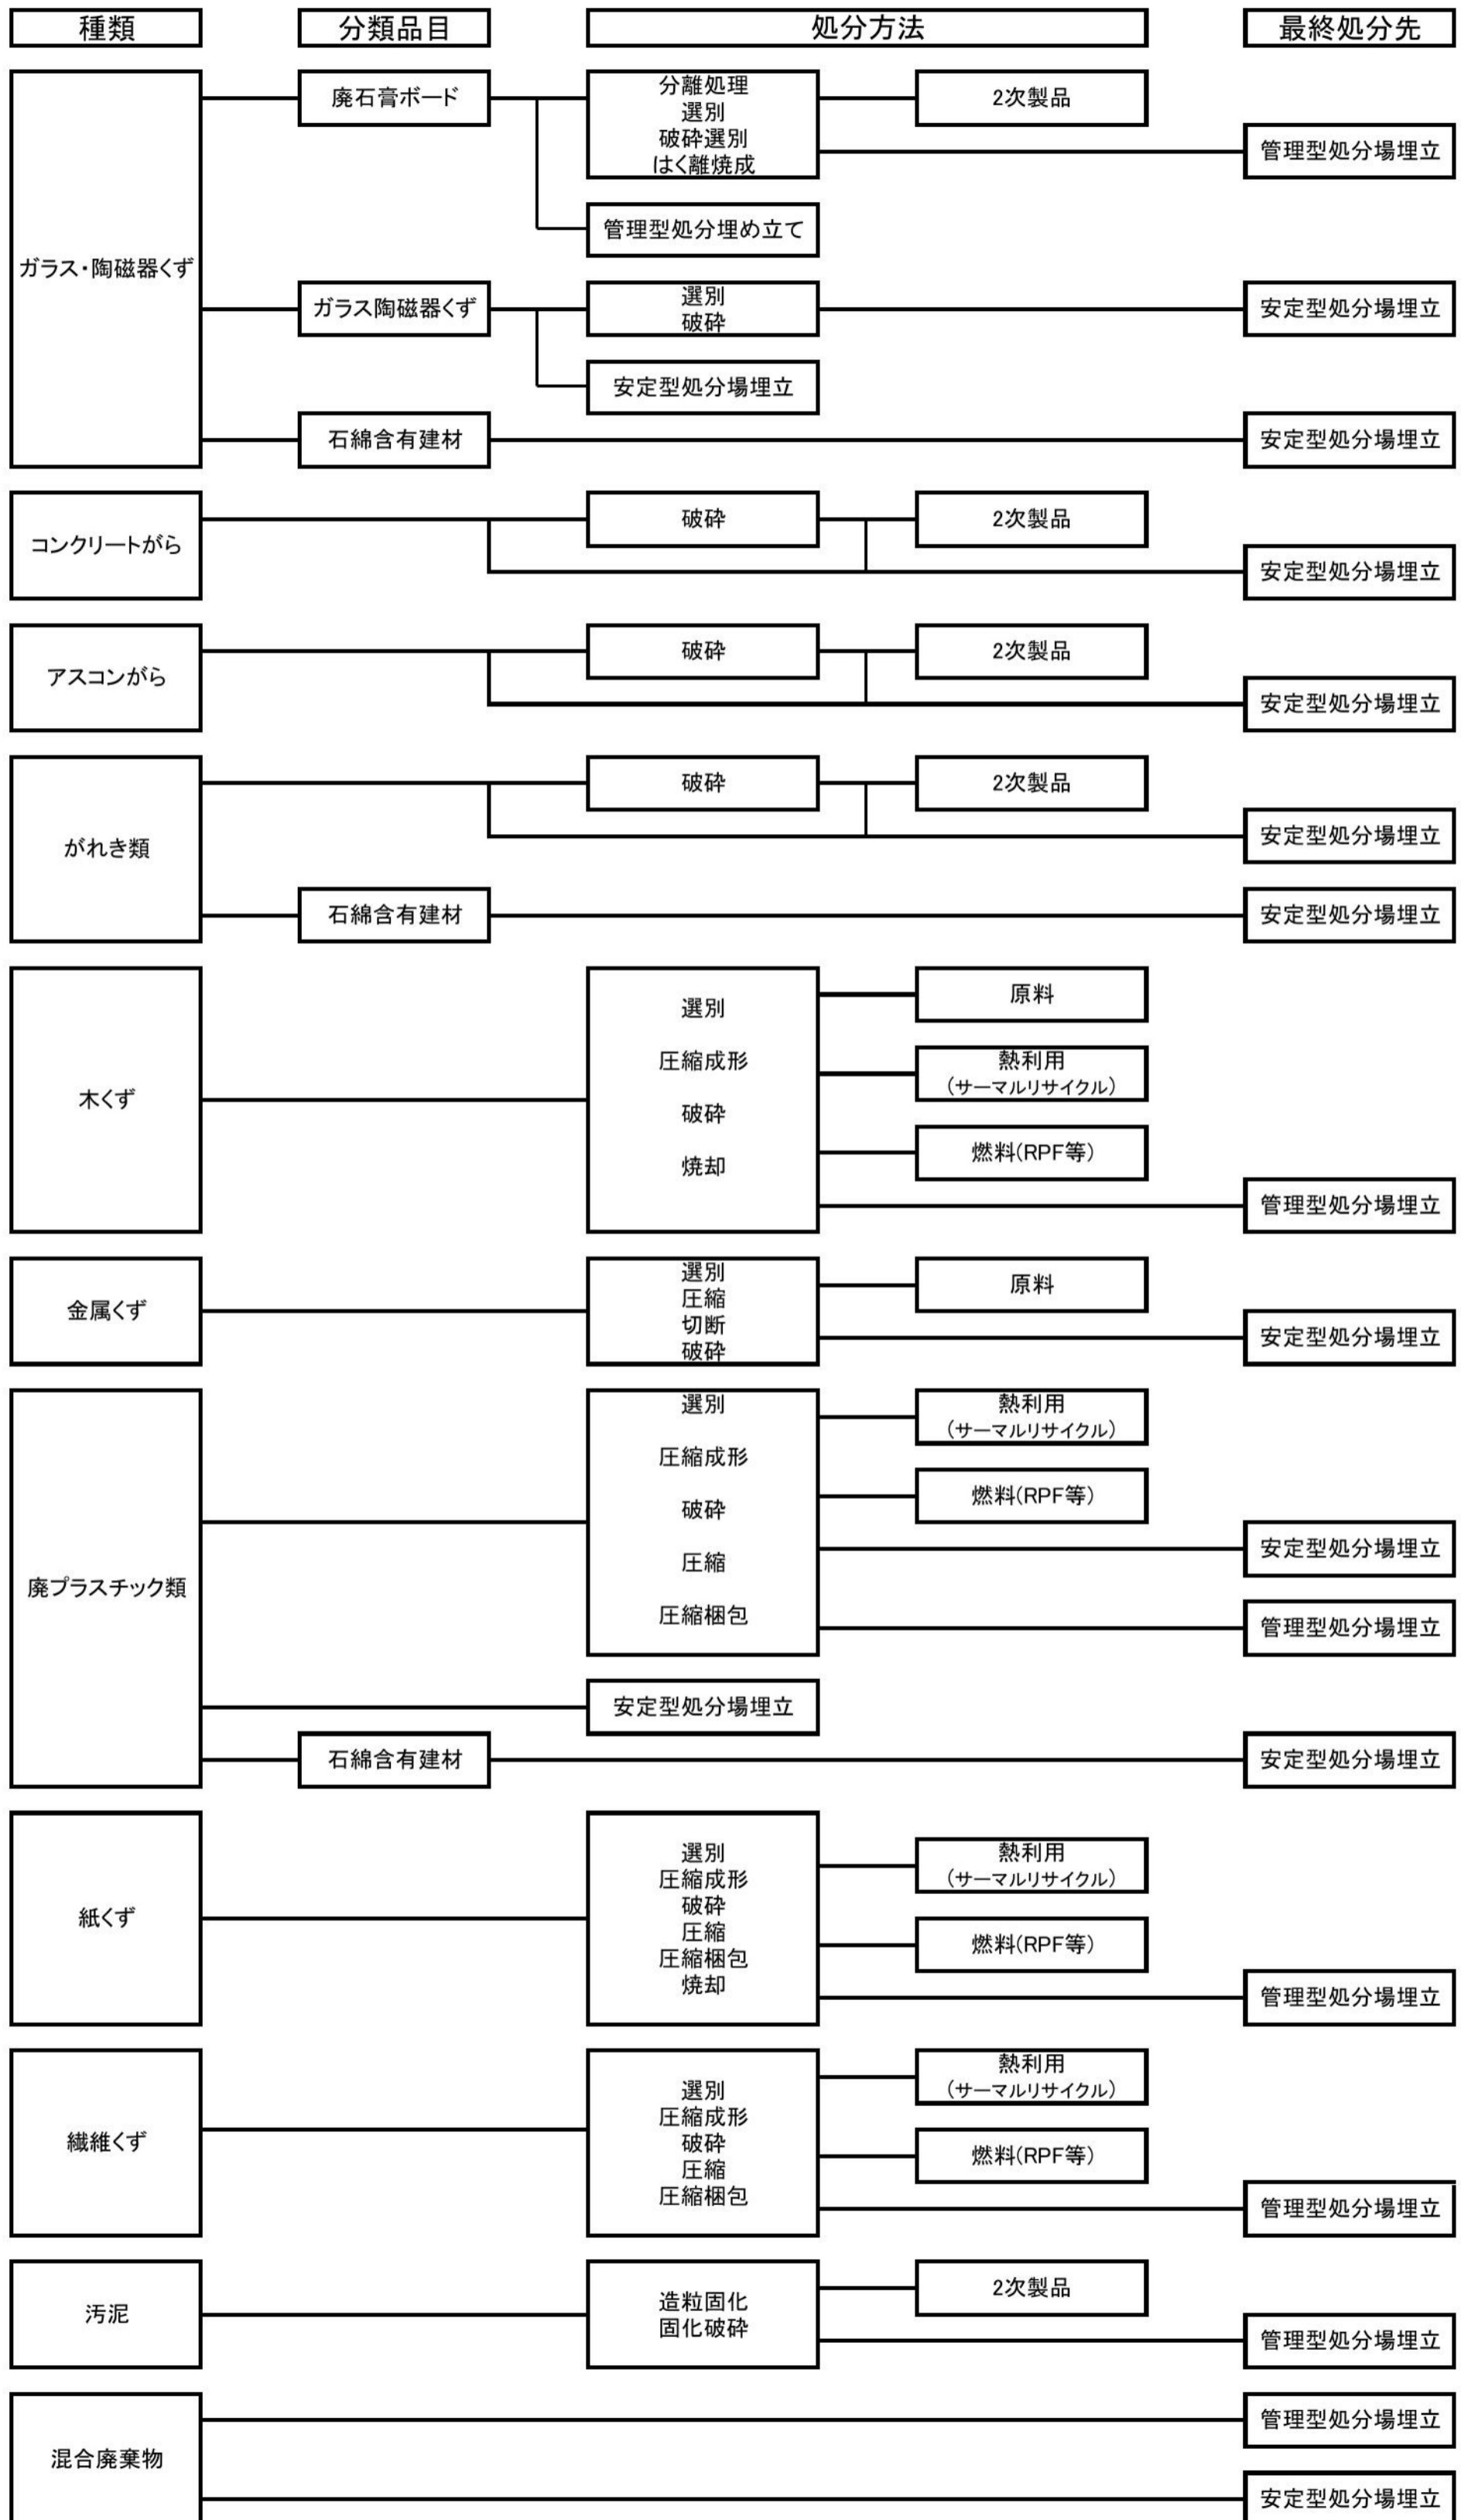 種類
分類品目
処分方法
最終処分先
ガラス・陶磁器くず
廃石膏ボード
分離処理
選別
破砕選別
はく離焼成
2次製品
管理型処分場埋立
管理型処分埋め立て
ガラス陶磁器くず
選別
破砕
安定型処分場埋立
安定型処分場埋立
石綿含有建材
安定型処分場埋立
コンクリートがら
破砕
2次製品
安定型処分場埋立
アスコンがら
破砕
2次製品
安定型処分場埋立
がれき類
破砕
2次製品
安定型処分場埋立
石綿含有建材
安定型処分場埋立
木くず
選別
圧縮成形
破砕
焼却
原料
熱利用
（サーマルリサイクル）
燃料(RPF等)
管理型処分場埋立
金属くず
選別
圧縮
切断
破砕
原料
安定型処分場埋立
廃プラスチック類
選別
圧縮成形
破砕
圧縮
圧縮梱包
熱利用
（サーマルリサイクル）
燃料(RPF等)
安定型処分場埋立
管理型処分場埋立
安定型処分場埋立
石綿含有建材
安定型処分場埋立
紙くず
選別
圧縮成形
破砕
圧縮
圧縮梱包
焼却
熱利用
（サーマルリサイクル）
燃料(RPF等)
管理型処分場埋立
繊維くず
選別
圧縮成形
破砕
圧縮
圧縮梱包
熱利用
（サーマルリサイクル）
燃料(RPF等)
管理型処分場埋立
汚泥
造粒固化
固化破砕
2次製品
管理型処分場埋立
混合廃棄物
管理型処分場埋立
安定型処分場埋立